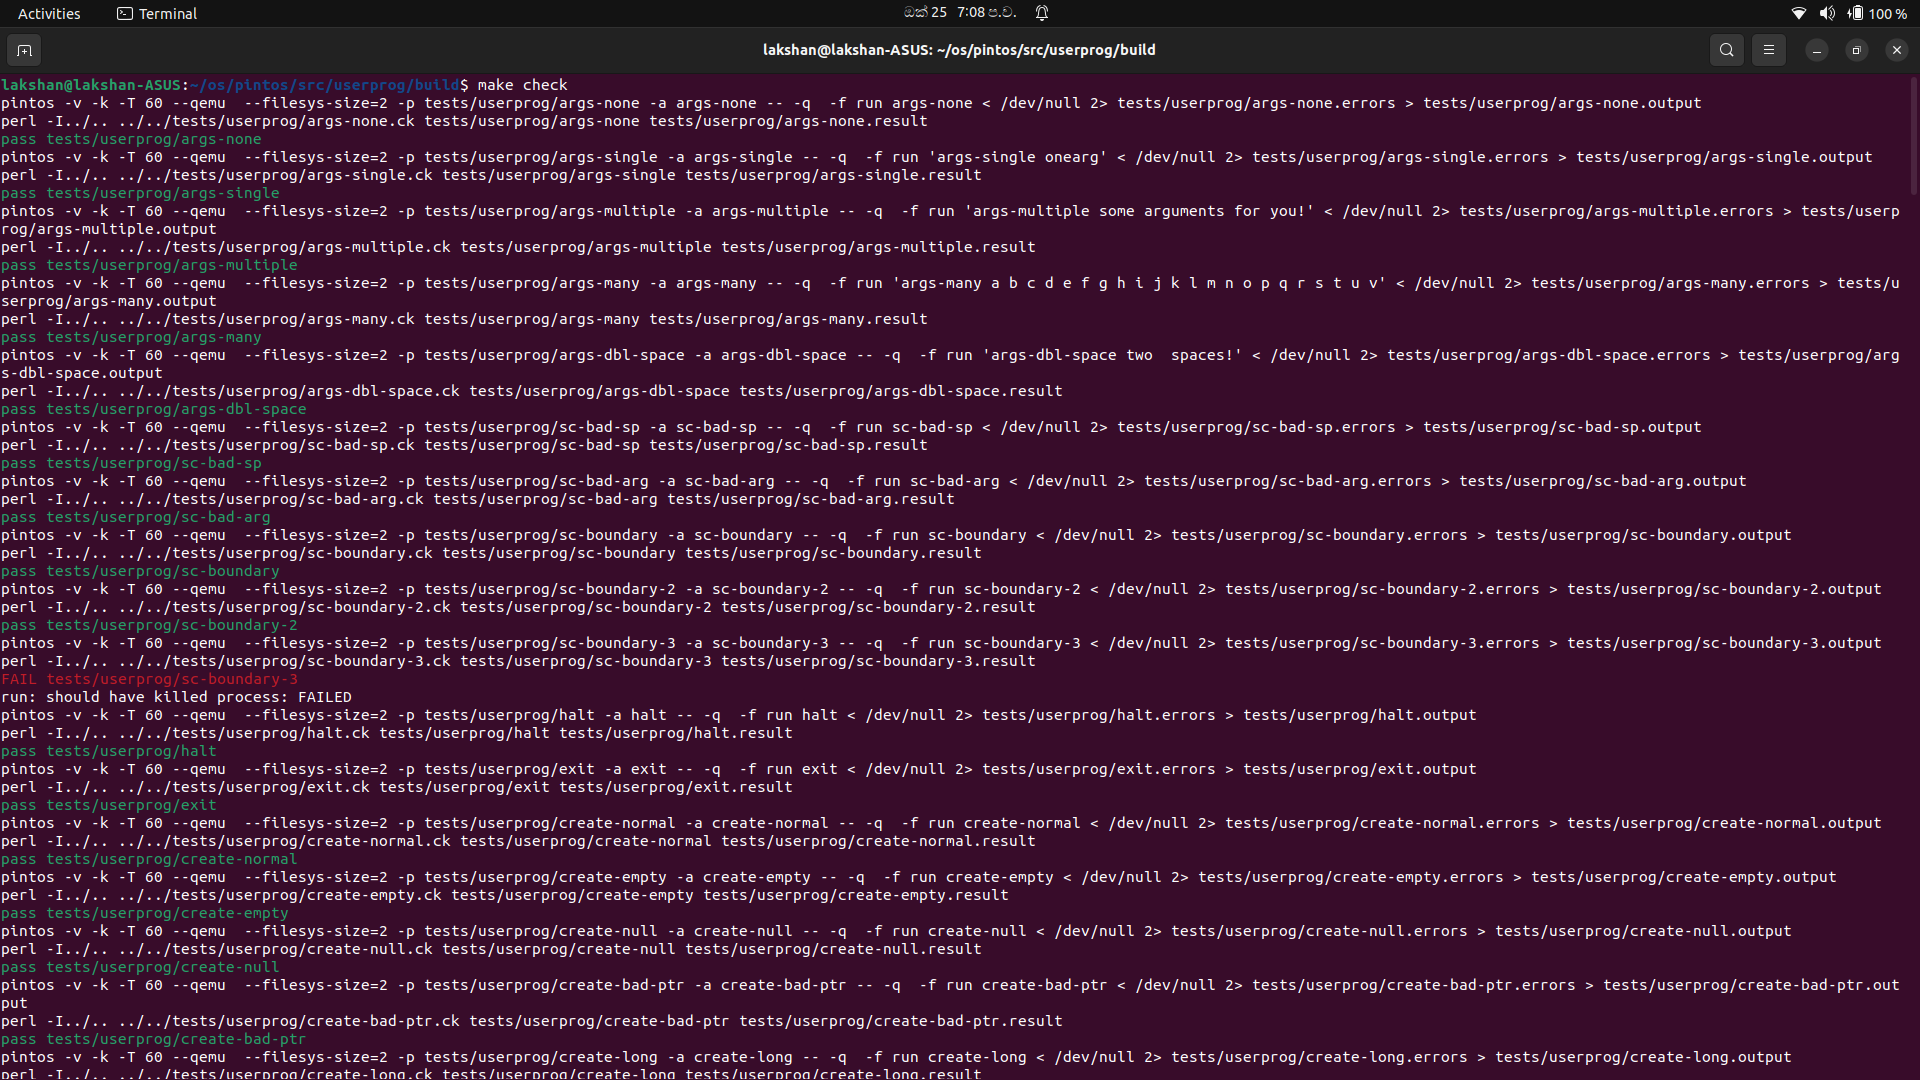 Activities
Terminal
ඔක් 25 7:08 ප.ව.
100 %
lakshan@lakshan-ASUS: ~/os/pintos/src/userprog/build
lakshan@lakshan-ASUS:~/os/pintos/src/userprog/build$ make check
pintos -v -k -T 60 --qemu  --filesys-size=2 -p tests/userprog/args-none -a args-none -- -q  -f run args-none < /dev/null 2> tests/userprog/args-none.errors > tests/userprog/args-none.output
perl -I../.. ../../tests/userprog/args-none.ck tests/userprog/args-none tests/userprog/args-none.result
pass tests/userprog/args-none
pintos -v -k -T 60 --qemu  --filesys-size=2 -p tests/userprog/args-single -a args-single -- -q  -f run 'args-single onearg' < /dev/null 2> tests/userprog/args-single.errors > tests/userprog/args-single.output
perl -I../.. ../../tests/userprog/args-single.ck tests/userprog/args-single tests/userprog/args-single.result
pass tests/userprog/args-single
pintos -v -k -T 60 --qemu  --filesys-size=2 -p tests/userprog/args-multiple -a args-multiple -- -q  -f run 'args-multiple some arguments for you!' < /dev/null 2> tests/userprog/args-multiple.errors > tests/userp
rog/args-multiple.output
perl -I../.. ../../tests/userprog/args-multiple.ck tests/userprog/args-multiple tests/userprog/args-multiple.result
pass tests/userprog/args-multiple
pintos -v -k -T 60 --qemu  --filesys-size=2 -p tests/userprog/args-many -a args-many -- -q  -f run 'args-many a b c d e f g h i j k l m n o p q r s t u v' < /dev/null 2> tests/userprog/args-many.errors > tests/u
serprog/args-many.output
perl -I../.. ../../tests/userprog/args-many.ck tests/userprog/args-many tests/userprog/args-many.result
pass tests/userprog/args-many
pintos -v -k -T 60 --qemu  --filesys-size=2 -p tests/userprog/args-dbl-space -a args-dbl-space -- -q  -f run 'args-dbl-space two  spaces!' < /dev/null 2> tests/userprog/args-dbl-space.errors > tests/userprog/arg
s-dbl-space.output
perl -I../.. ../../tests/userprog/args-dbl-space.ck tests/userprog/args-dbl-space tests/userprog/args-dbl-space.result
pass tests/userprog/args-dbl-space
pintos -v -k -T 60 --qemu  --filesys-size=2 -p tests/userprog/sc-bad-sp -a sc-bad-sp -- -q  -f run sc-bad-sp < /dev/null 2> tests/userprog/sc-bad-sp.errors > tests/userprog/sc-bad-sp.output
perl -I../.. ../../tests/userprog/sc-bad-sp.ck tests/userprog/sc-bad-sp tests/userprog/sc-bad-sp.result
pass tests/userprog/sc-bad-sp
pintos -v -k -T 60 --qemu  --filesys-size=2 -p tests/userprog/sc-bad-arg -a sc-bad-arg -- -q  -f run sc-bad-arg < /dev/null 2> tests/userprog/sc-bad-arg.errors > tests/userprog/sc-bad-arg.output
perl -I../.. ../../tests/userprog/sc-bad-arg.ck tests/userprog/sc-bad-arg tests/userprog/sc-bad-arg.result
pass tests/userprog/sc-bad-arg
pintos -v -k -T 60 --qemu  --filesys-size=2 -p tests/userprog/sc-boundary -a sc-boundary -- -q  -f run sc-boundary < /dev/null 2> tests/userprog/sc-boundary.errors > tests/userprog/sc-boundary.output
perl -I../.. ../../tests/userprog/sc-boundary.ck tests/userprog/sc-boundary tests/userprog/sc-boundary.result
pass tests/userprog/sc-boundary
pintos -v -k -T 60 --qemu  --filesys-size=2 -p tests/userprog/sc-boundary-2 -a sc-boundary-2 -- -q  -f run sc-boundary-2 < /dev/null 2> tests/userprog/sc-boundary-2.errors > tests/userprog/sc-boundary-2.output
perl -I../.. ../../tests/userprog/sc-boundary-2.ck tests/userprog/sc-boundary-2 tests/userprog/sc-boundary-2.result
pass tests/userprog/sc-boundary-2
pintos -v -k -T 60 --qemu  --filesys-size=2 -p tests/userprog/sc-boundary-3 -a sc-boundary-3 -- -q  -f run sc-boundary-3 < /dev/null 2> tests/userprog/sc-boundary-3.errors > tests/userprog/sc-boundary-3.output
perl -I../.. ../../tests/userprog/sc-boundary-3.ck tests/userprog/sc-boundary-3 tests/userprog/sc-boundary-3.result
FAIL tests/userprog/sc-boundary-3
run: should have killed process: FAILED
pintos -v -k -T 60 --qemu  --filesys-size=2 -p tests/userprog/halt -a halt -- -q  -f run halt < /dev/null 2> tests/userprog/halt.errors > tests/userprog/halt.output
perl -I../.. ../../tests/userprog/halt.ck tests/userprog/halt tests/userprog/halt.result
pass tests/userprog/halt
pintos -v -k -T 60 --qemu  --filesys-size=2 -p tests/userprog/exit -a exit -- -q  -f run exit < /dev/null 2> tests/userprog/exit.errors > tests/userprog/exit.output
perl -I../.. ../../tests/userprog/exit.ck tests/userprog/exit tests/userprog/exit.result
pass tests/userprog/exit
pintos -v -k -T 60 --qemu  --filesys-size=2 -p tests/userprog/create-normal -a create-normal -- -q  -f run create-normal < /dev/null 2> tests/userprog/create-normal.errors > tests/userprog/create-normal.output
perl -I../.. ../../tests/userprog/create-normal.ck tests/userprog/create-normal tests/userprog/create-normal.result
pass tests/userprog/create-normal
pintos -v -k -T 60 --qemu  --filesys-size=2 -p tests/userprog/create-empty -a create-empty -- -q  -f run create-empty < /dev/null 2> tests/userprog/create-empty.errors > tests/userprog/create-empty.output
perl -I../.. ../../tests/userprog/create-empty.ck tests/userprog/create-empty tests/userprog/create-empty.result
pass tests/userprog/create-empty
pintos -v -k -T 60 --qemu  --filesys-size=2 -p tests/userprog/create-null -a create-null -- -q  -f run create-null < /dev/null 2> tests/userprog/create-null.errors > tests/userprog/create-null.output
perl -I../.. ../../tests/userprog/create-null.ck tests/userprog/create-null tests/userprog/create-null.result
pass tests/userprog/create-null
pintos -v -k -T 60 --qemu  --filesys-size=2 -p tests/userprog/create-bad-ptr -a create-bad-ptr -- -q  -f run create-bad-ptr < /dev/null 2> tests/userprog/create-bad-ptr.errors > tests/userprog/create-bad-ptr.out
put
perl -I../.. ../../tests/userprog/create-bad-ptr.ck tests/userprog/create-bad-ptr tests/userprog/create-bad-ptr.result
pass tests/userprog/create-bad-ptr
pintos -v -k -T 60 --qemu  --filesys-size=2 -p tests/userprog/create-long -a create-long -- -q  -f run create-long < /dev/null 2> tests/userprog/create-long.errors > tests/userprog/create-long.output
perl -I../.. ../../tests/userprog/create-long.ck tests/userprog/create-long tests/userprog/create-long.result